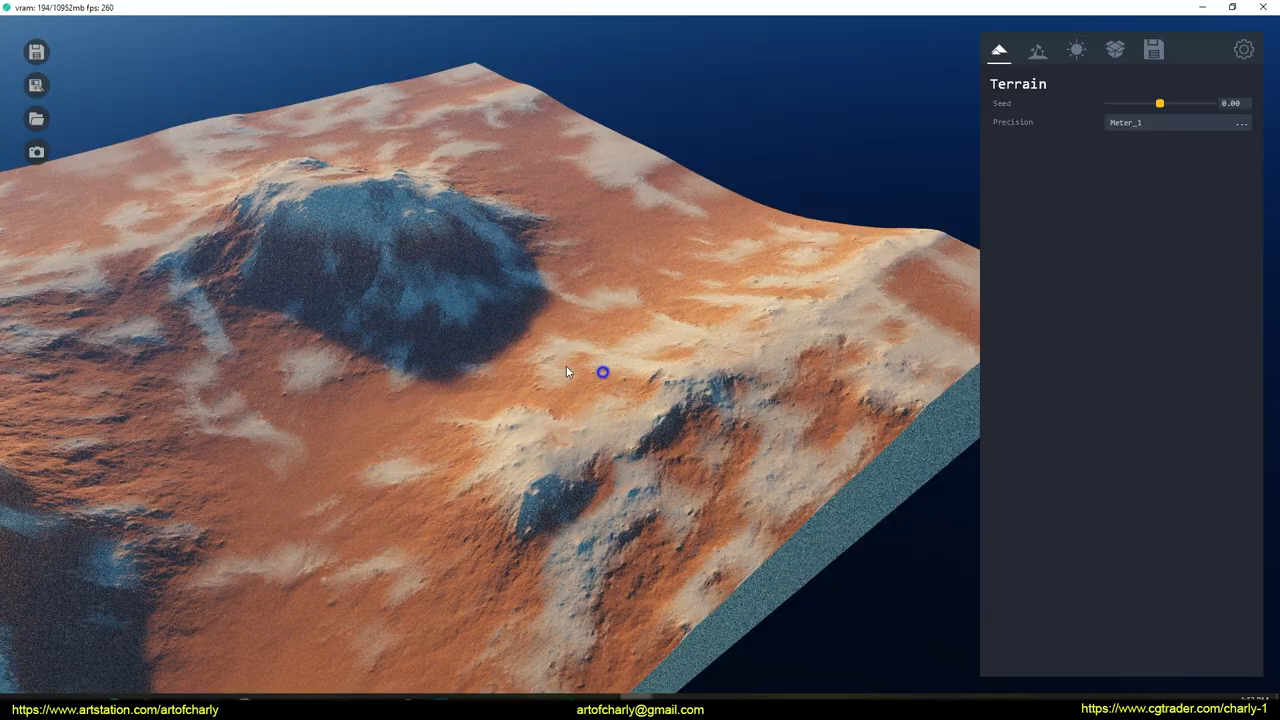 vram: 194/10952mb fps: 260
Terrain
Seed 0.00
Precision Meter_1 ...
https://www.artstation.com/artofcharly artofcharly@gmail.com https://www.cgtrader.com/charly-1